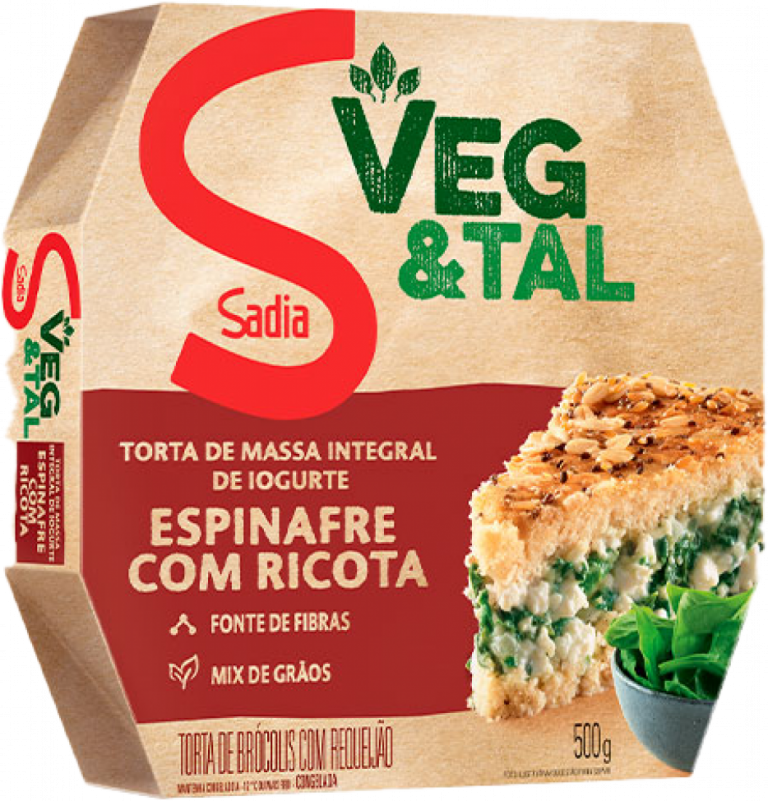 VEG
&TAL
Sadia
TORTA DE MASSA INTEGRAL
DE IOGURTE
ESPINAFRE
COM RICOTA
FONTE DE FIBRAS
MIX DE GRÃOS
TORTA DE BRÓCOLIS COM REQUEIJÃO
500g
CONGELADA
Sadia
VEG
&TAL
TORTA DE MASSA
INTEGRAL DE IOGURTE
ESPINAFRE
COM
RICOTA